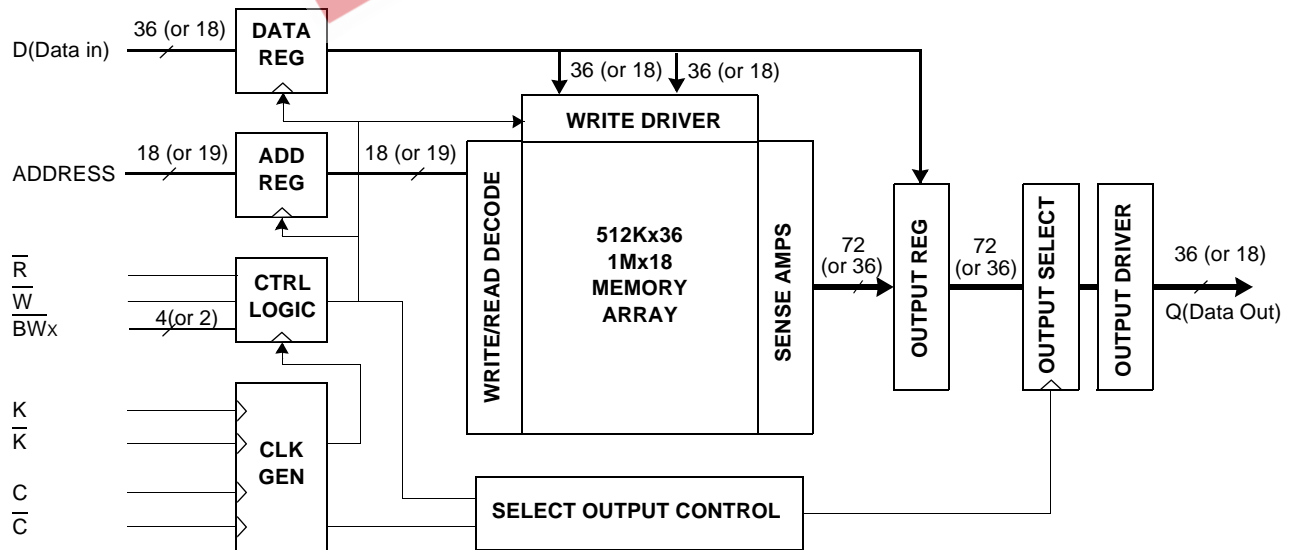 D(Data in)
36 (or 18)
DATA
REG
36 (or 18)
36 (or 18)
WRITE DRIVER
ADDRESS
18 (or 19)
ADD
REG
18 (or 19)
WRITE/READ DECODE
512Kx36
1Mx18
MEMORY
ARRAY
SENSE AMPS
72
(or 36)
OUTPUT REG
72
(or 36)
OUTPUT SELECT
OUTPUT DRIVER
36 (or 18)
Q(Data Out)
R̅
W̅
B̅W̅X
4(or 2)
CTRL
LOGIC
K
K̅
C
C̅
CLK
GEN
SELECT OUTPUT CONTROL